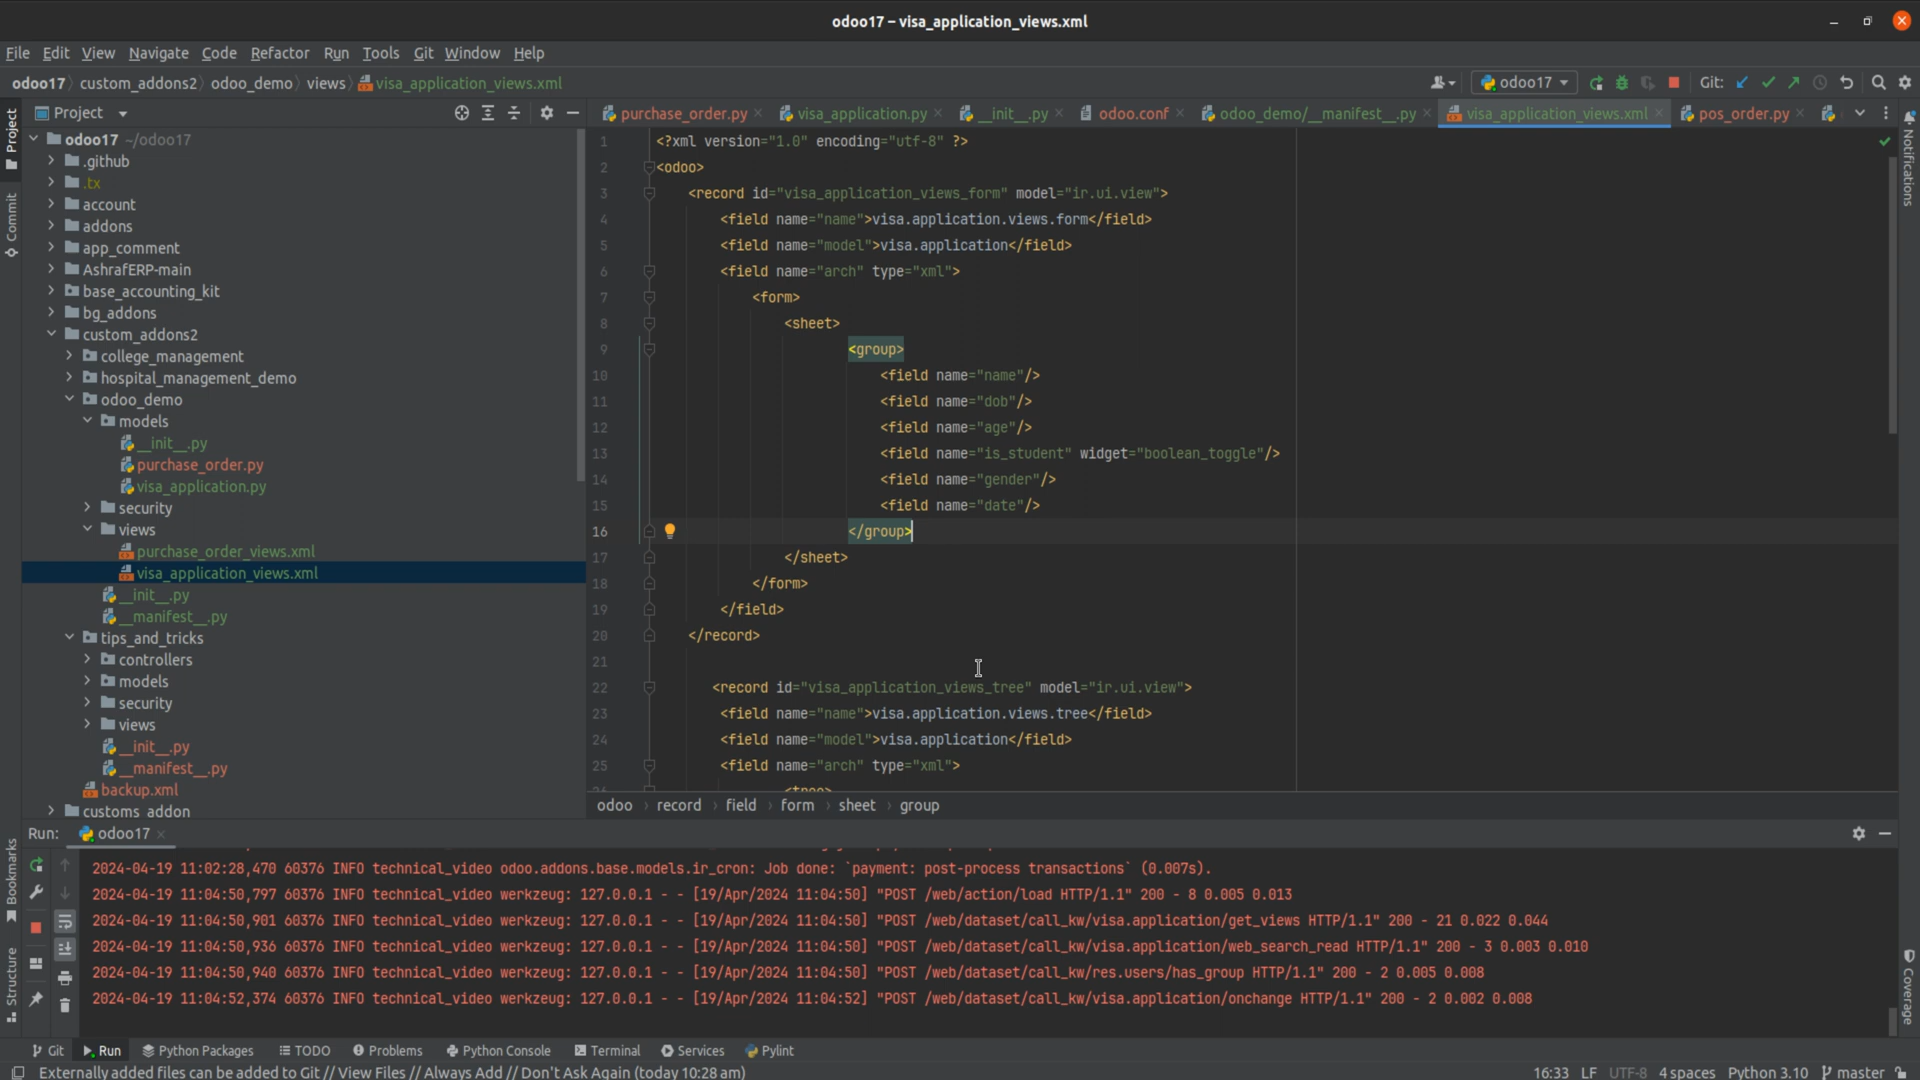 odoo17 – visa_application_views.xml
File Edit View Navigate Code Refactor Run Tools Git Window Help
odoo17 custom_addons2 odoo_demo views visa_application_views.xml
odoo17 Git:
Project
purchase_order.py visa_application.py __init__.py odoo.conf odoo_demo/__manifest__.py visa_application_views.xml pos_order.py
Project
Commit
Bookmarks
Structure
Notifications
Coverage
odoo17 ~/odoo17
.github
.tx
account
addons
app_comment
AshrafERP-main
base_accounting_kit
bg_addons
custom_addons2
college_management
hospital_management_demo
odoo_demo
models
__init__.py
purchase_order.py
visa_application.py
security
views
purchase_order_views.xml
visa_application_views.xml
__init__.py
__manifest__.py
tips_and_tricks
controllers
models
security
views
__init__.py
__manifest__.py
backup.xml
customs_addon
1 <?xml version="1.0" encoding="utf-8" ?>
2 <odoo>
3 <record id="visa_application_views_form" model="ir.ui.view">
4 <field name="name">visa.application.views.form</field>
5 <field name="model">visa.application</field>
6 <field name="arch" type="xml">
7 <form>
8 <sheet>
9 <group>
10 <field name="name"/>
11 <field name="dob"/>
12 <field name="age"/>
13 <field name="is_student" widget="boolean_toggle"/>
14 <field name="gender"/>
15 <field name="date"/>
16 </group>
17 </sheet>
18 </form>
19 </field>
20 </record>
21
22 <record id="visa_application_views_tree" model="ir.ui.view">
23 <field name="name">visa.application.views.tree</field>
24 <field name="model">visa.application</field>
25 <field name="arch" type="xml">
26 <tree>
odoo record field form sheet group
Run: odoo17
2024-04-19 11:02:28,470 60376 INFO technical_video odoo.addons.base.models.ir_cron: Job done: `payment: post-process transactions` (0.007s).
2024-04-19 11:04:50,797 60376 INFO technical_video werkzeug: 127.0.0.1 - - [19/Apr/2024 11:04:50] "POST /web/action/load HTTP/1.1" 200 - 8 0.005 0.013
2024-04-19 11:04:50,901 60376 INFO technical_video werkzeug: 127.0.0.1 - - [19/Apr/2024 11:04:50] "POST /web/dataset/call_kw/visa.application/get_views HTTP/1.1" 200 - 21 0.022 0.044
2024-04-19 11:04:50,936 60376 INFO technical_video werkzeug: 127.0.0.1 - - [19/Apr/2024 11:04:50] "POST /web/dataset/call_kw/visa.application/web_search_read HTTP/1.1" 200 - 3 0.003 0.010
2024-04-19 11:04:50,940 60376 INFO technical_video werkzeug: 127.0.0.1 - - [19/Apr/2024 11:04:50] "POST /web/dataset/call_kw/res.users/has_group HTTP/1.1" 200 - 2 0.005 0.008
2024-04-19 11:04:52,374 60376 INFO technical_video werkzeug: 127.0.0.1 - - [19/Apr/2024 11:04:52] "POST /web/dataset/call_kw/visa.application/onchange HTTP/1.1" 200 - 2 0.002 0.008
Git Run Python Packages TODO Problems Python Console Terminal Services Pylint
Externally added files can be added to Git // View Files // Always Add // Don't Ask Again (today 10:28 am) 16:33 LF UTF-8 4 spaces Python 3.10 master